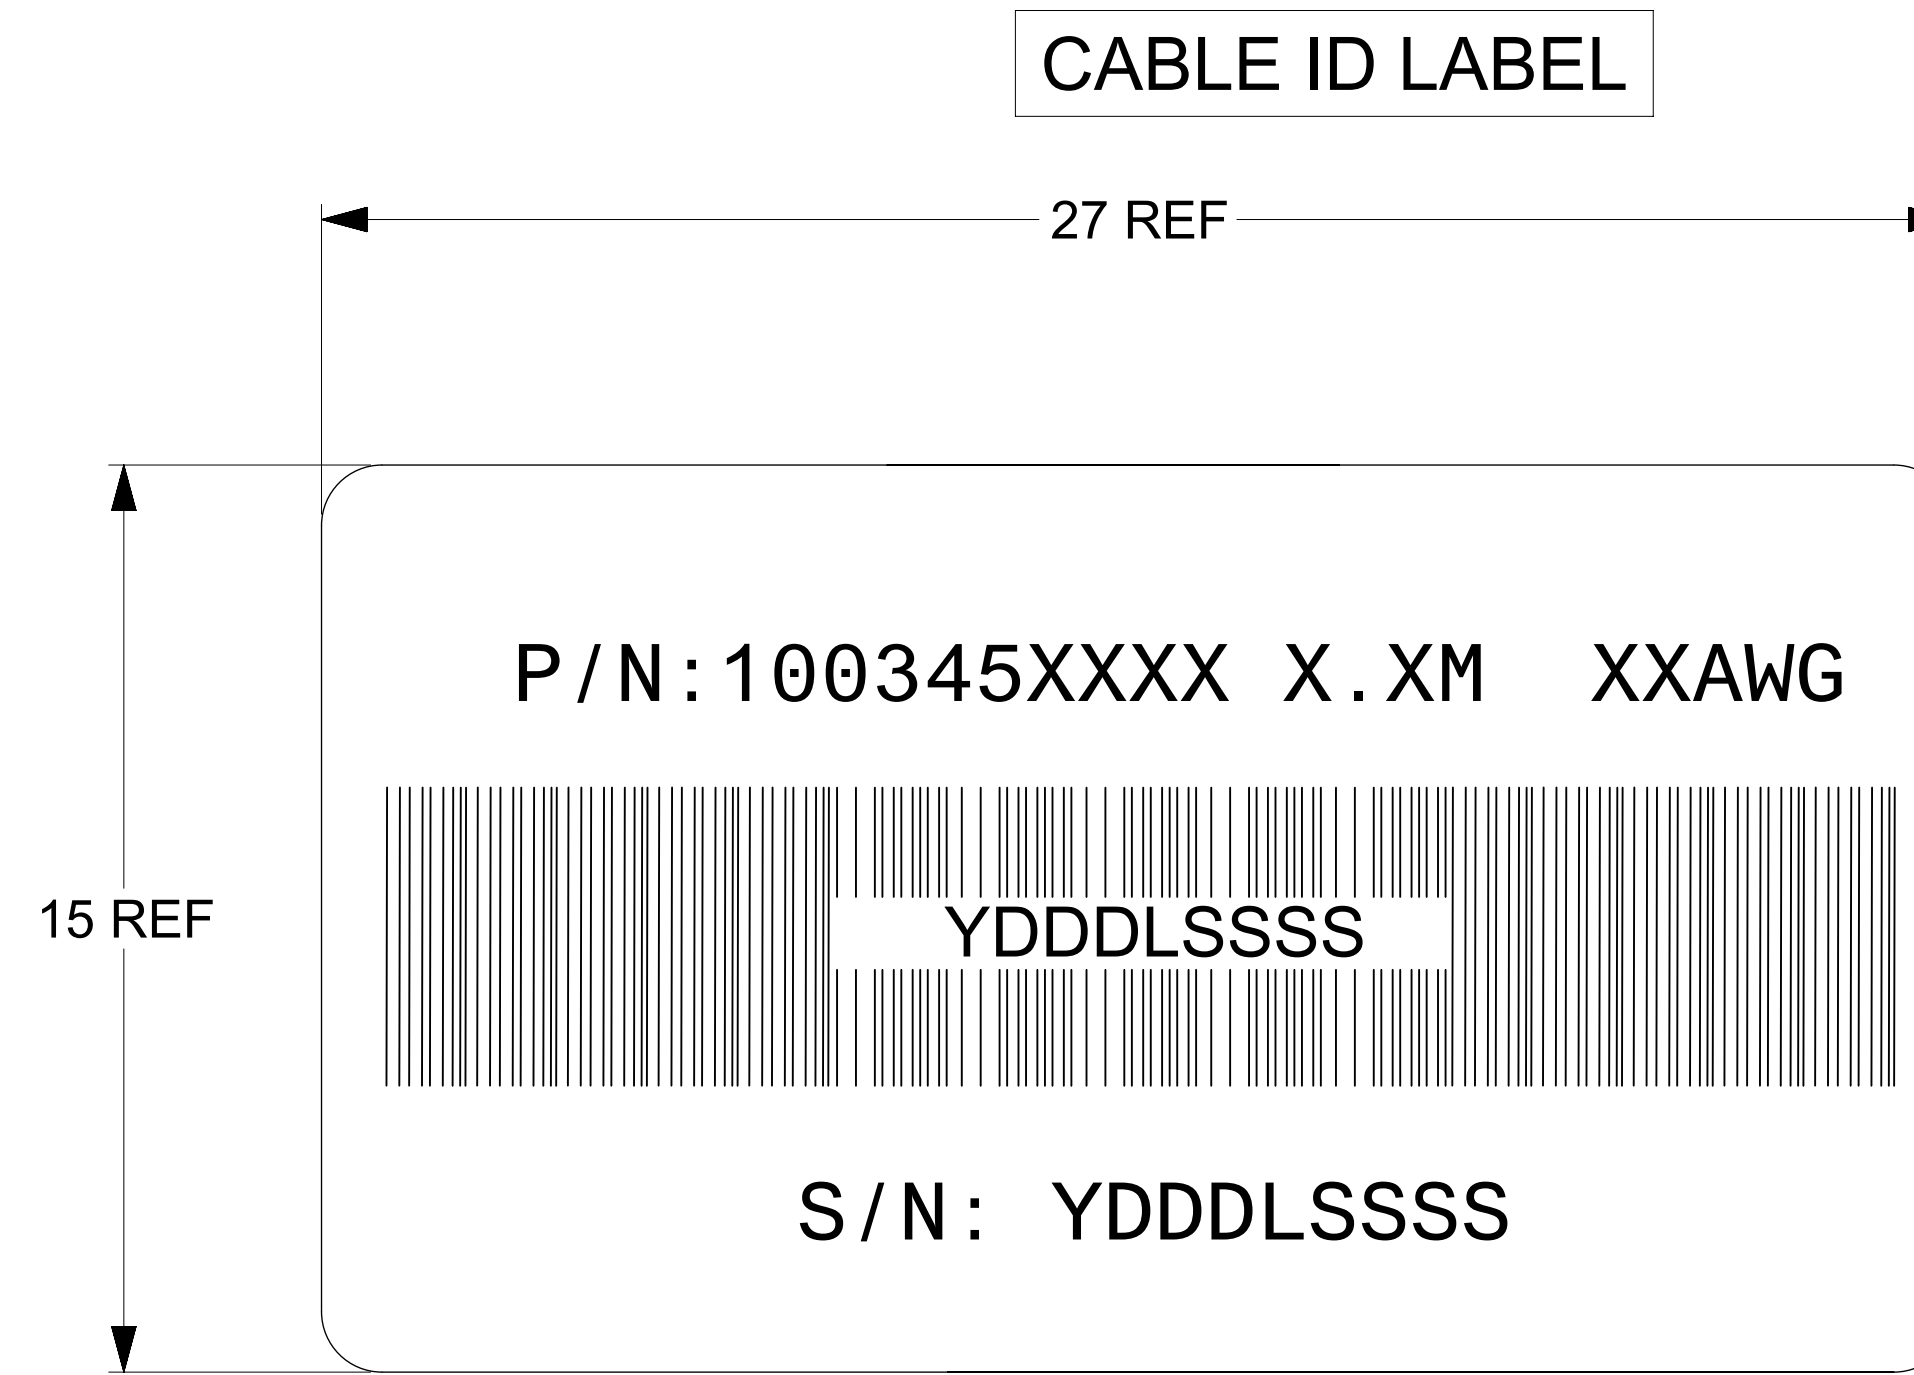 CABLE ID LABEL
27 REF
P/N:100345XXXX X.XM  XXAWG
15 REF
YDDDLSSSS
S/N: YDDDLSSSS